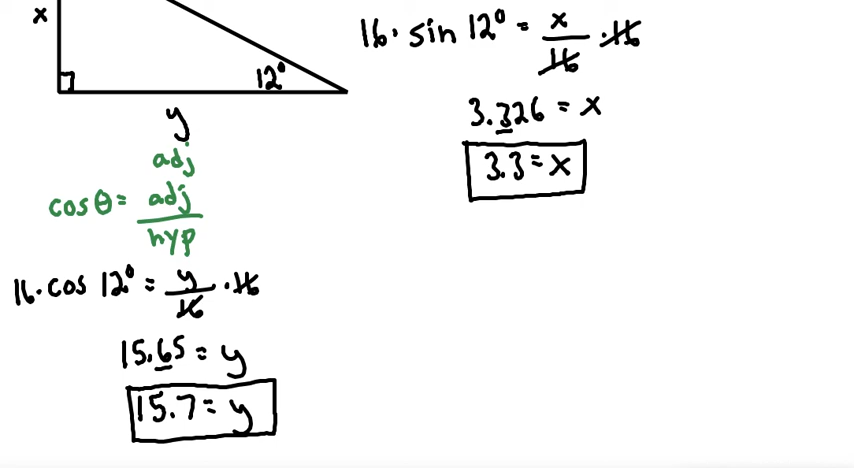 x
12°
y
adj
cosθ = adj/hyp
16·cos 12° = y/16 · 16
15.65 = y
15.7 = y
16· sin 12° = x/16 · 16
3.326 = x
3.3 = x